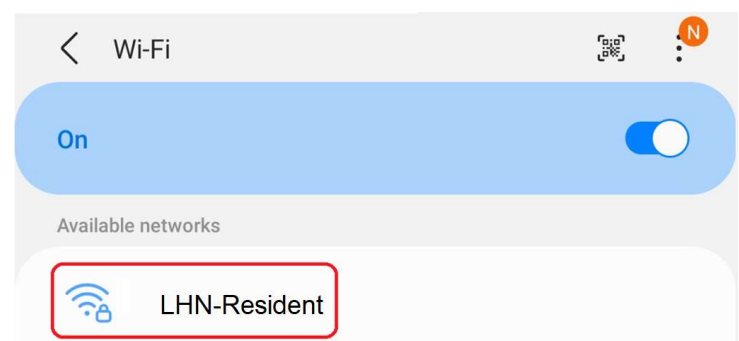 Wi-Fi
N
On
Available networks
LHN-Resident